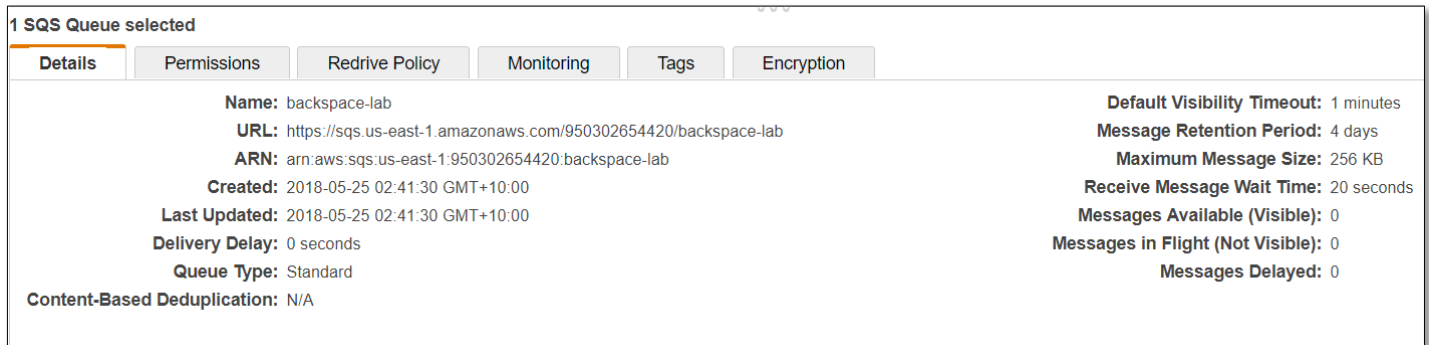 1 SQS Queue selected
Details Permissions Redrive Policy Monitoring Tags Encryption
Name: backspace-lab
URL: https://sqs.us-east-1.amazonaws.com/950302654420/backspace-lab
ARN: arn:aws:sqs:us-east-1:950302654420:backspace-lab
Created: 2018-05-25 02:41:30 GMT+10:00
Last Updated: 2018-05-25 02:41:30 GMT+10:00
Delivery Delay: 0 seconds
Queue Type: Standard
Content-Based Deduplication: N/A
Default Visibility Timeout: 1 minutes
Message Retention Period: 4 days
Maximum Message Size: 256 KB
Receive Message Wait Time: 20 seconds
Messages Available (Visible): 0
Messages in Flight (Not Visible): 0
Messages Delayed: 0